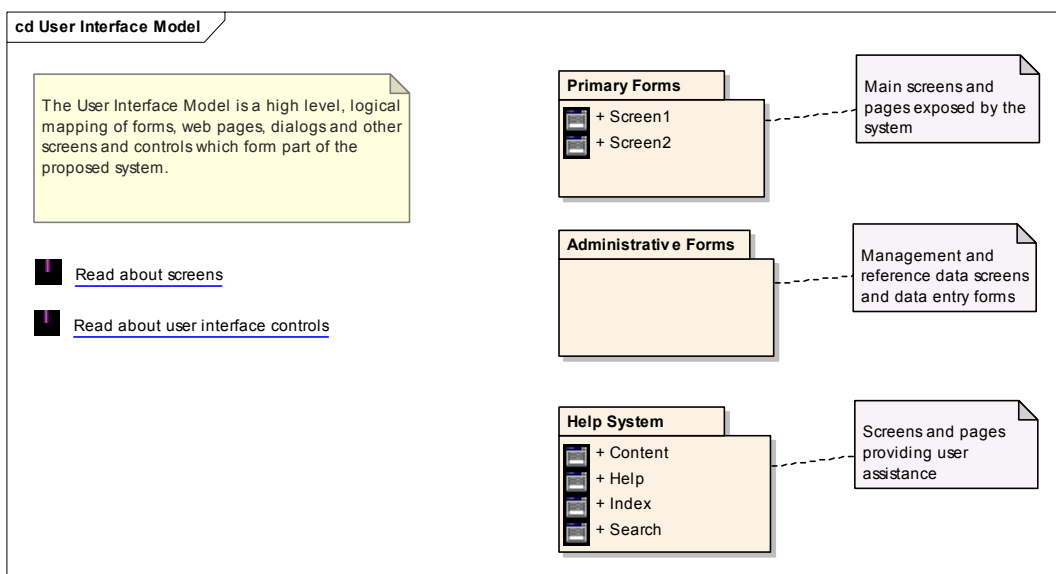 cd User Interface Model
The User Interface Model is a high level, logical
mapping of forms, web pages, dialogs and other
screens and controls which form part of the
proposed system.
Read about screens
Read about user interface controls
Primary Forms
+ Screen1
+ Screen2
Main screens and
pages exposed by the
system
Administrative Forms
Management and
reference data screens
and data entry forms
Help System
+ Content
+ Help
+ Index
+ Search
Screens and pages
providing user
assistance